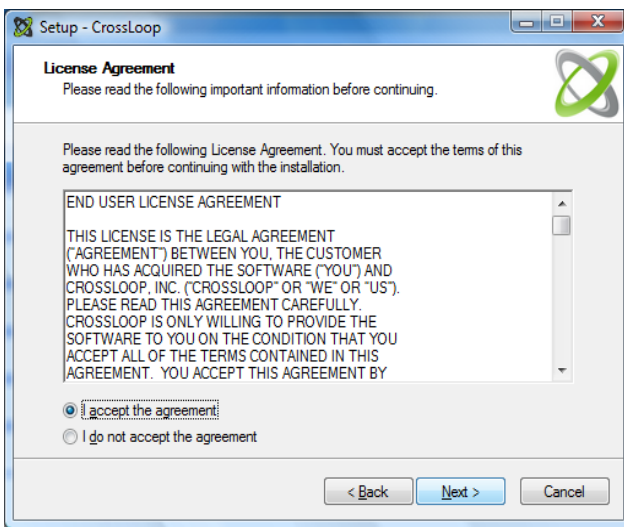 Setup - CrossLoop
License Agreement
Please read the following important information before continuing.
Please read the following License Agreement. You must accept the terms of this
agreement before continuing with the installation.
END USER LICENSE AGREEMENT
THIS LICENSE IS THE LEGAL AGREEMENT
("AGREEMENT") BETWEEN YOU, THE CUSTOMER
WHO HAS ACQUIRED THE SOFTWARE ("YOU") AND
CROSSLOOP, INC. ("CROSSLOOP" OR "WE" OR "US").
PLEASE READ THIS AGREEMENT CAREFULLY.
CROSSLOOP IS ONLY WILLING TO PROVIDE THE
SOFTWARE TO YOU ON THE CONDITION THAT YOU
ACCEPT ALL OF THE TERMS CONTAINED IN THIS
AGREEMENT.  YOU ACCEPT THIS AGREEMENT BY
I accept the agreement
I do not accept the agreement
< Back Next > Cancel